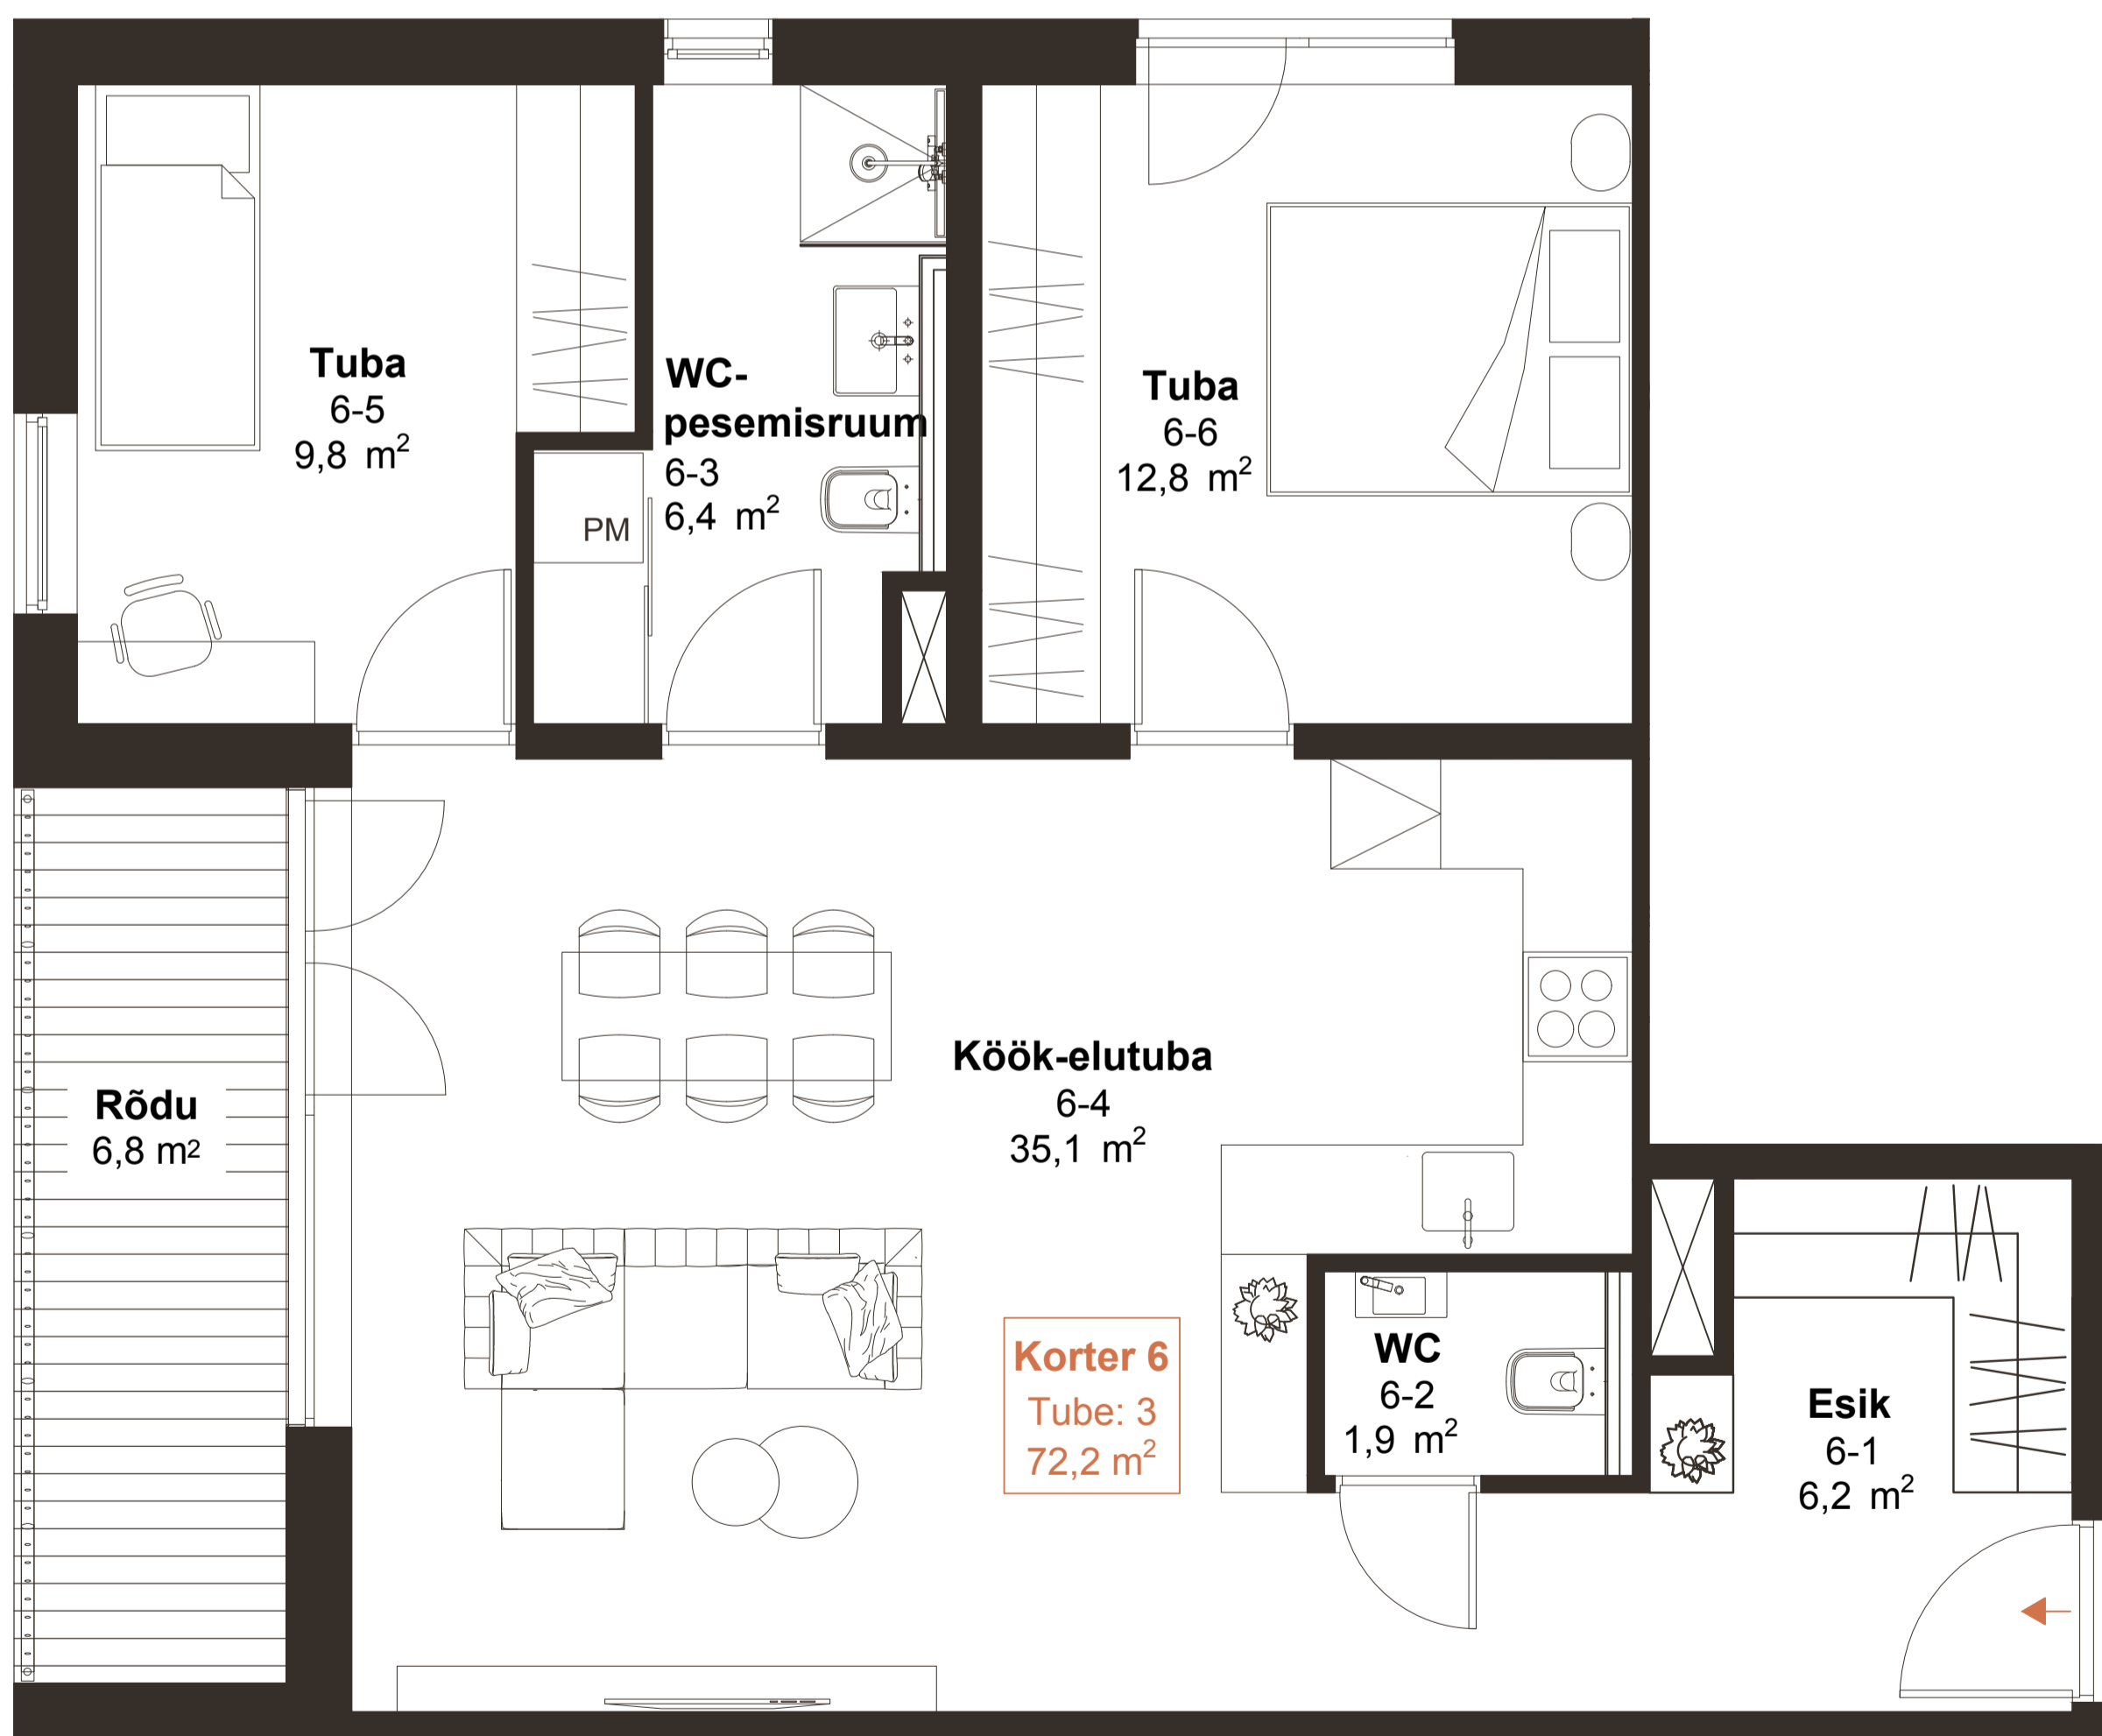 Tuba
6-5
9,8 m²
WC-
pesemisruum
6-3
6,4 m²
PM
Tuba
6-6
12,8 m²
Köök-elutuba
6-4
35,1 m²
Rõdu
6,8 m²
Korter 6
Tube: 3
72,2 m²
WC
6-2
1,9 m²
Esik
6-1
6,2 m²